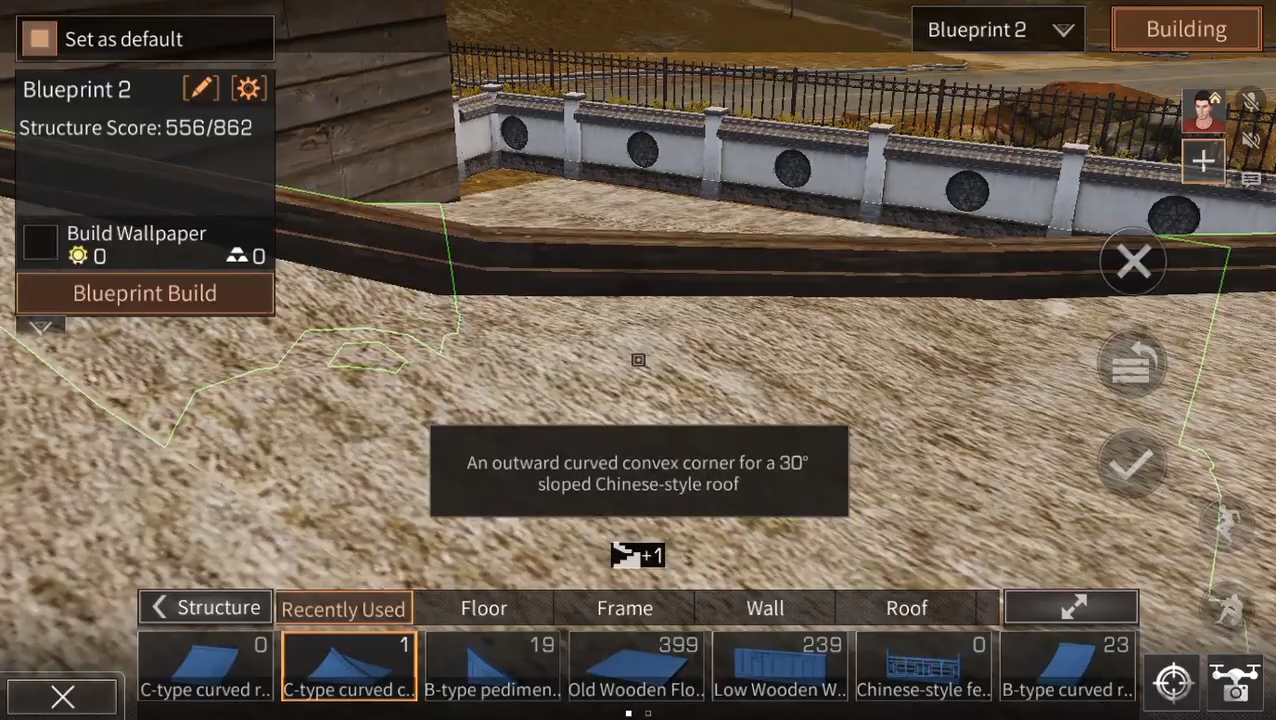 Set as default
Blueprint 2
Building
Blueprint 2
Structure Score: 556/862
Build Wallpaper
0
0
Blueprint Build
An outward curved convex corner for a 30°
sloped Chinese-style roof
+1
Structure
Recently Used
Floor
Frame
Wall
Roof
0
1
19
399
239
0
23
C-type curved r..
C-type curved c..
B-type pedimen..
Old Wooden Flo..
Low Wooden W..
Chinese-style fe..
B-type curved r..